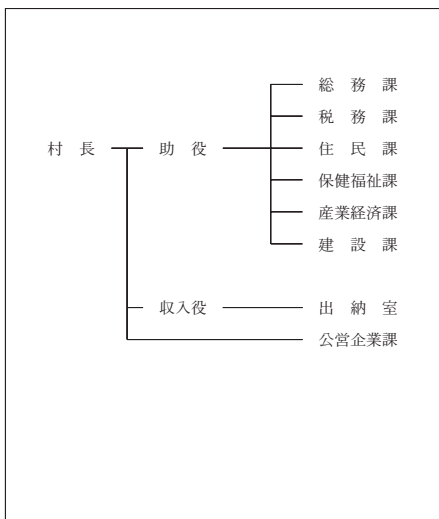 総務課
税務課
村長 助役 住民課
保健福祉課
産業経済課
建設課
収入役 出納室
公営企業課